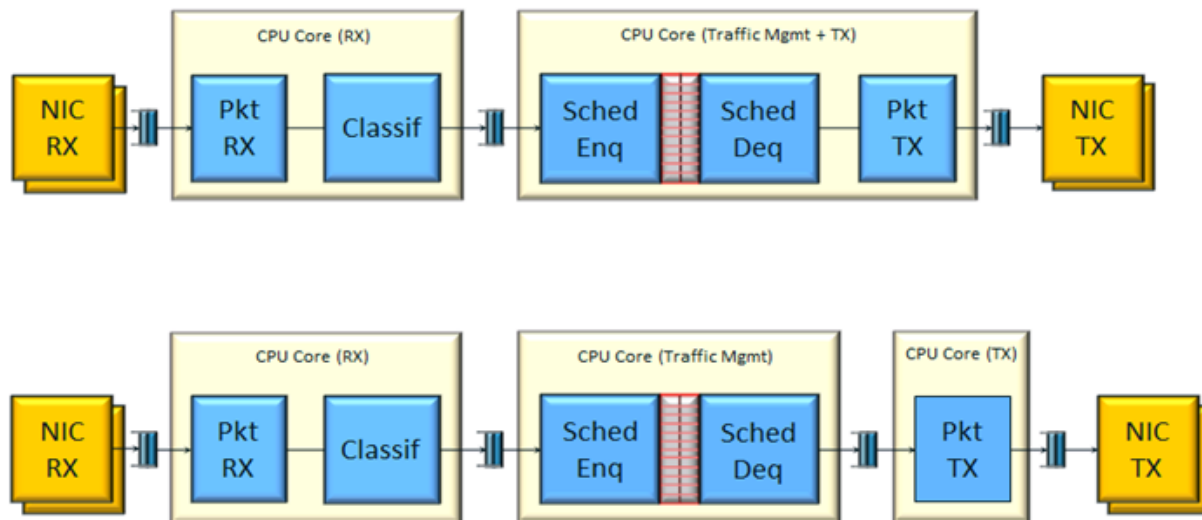 CPU Core (RX)
CPU Core (Traffic Mgmt + TX)
NIC
RX
Pkt
RX
Classif
Sched
Enq
Sched
Deq
Pkt
TX
NIC
TX
CPU Core (RX)
CPU Core (Traffic Mgmt)
CPU Core (TX)
NIC
RX
Pkt
RX
Classif
Sched
Enq
Sched
Deq
Pkt
TX
NIC
TX